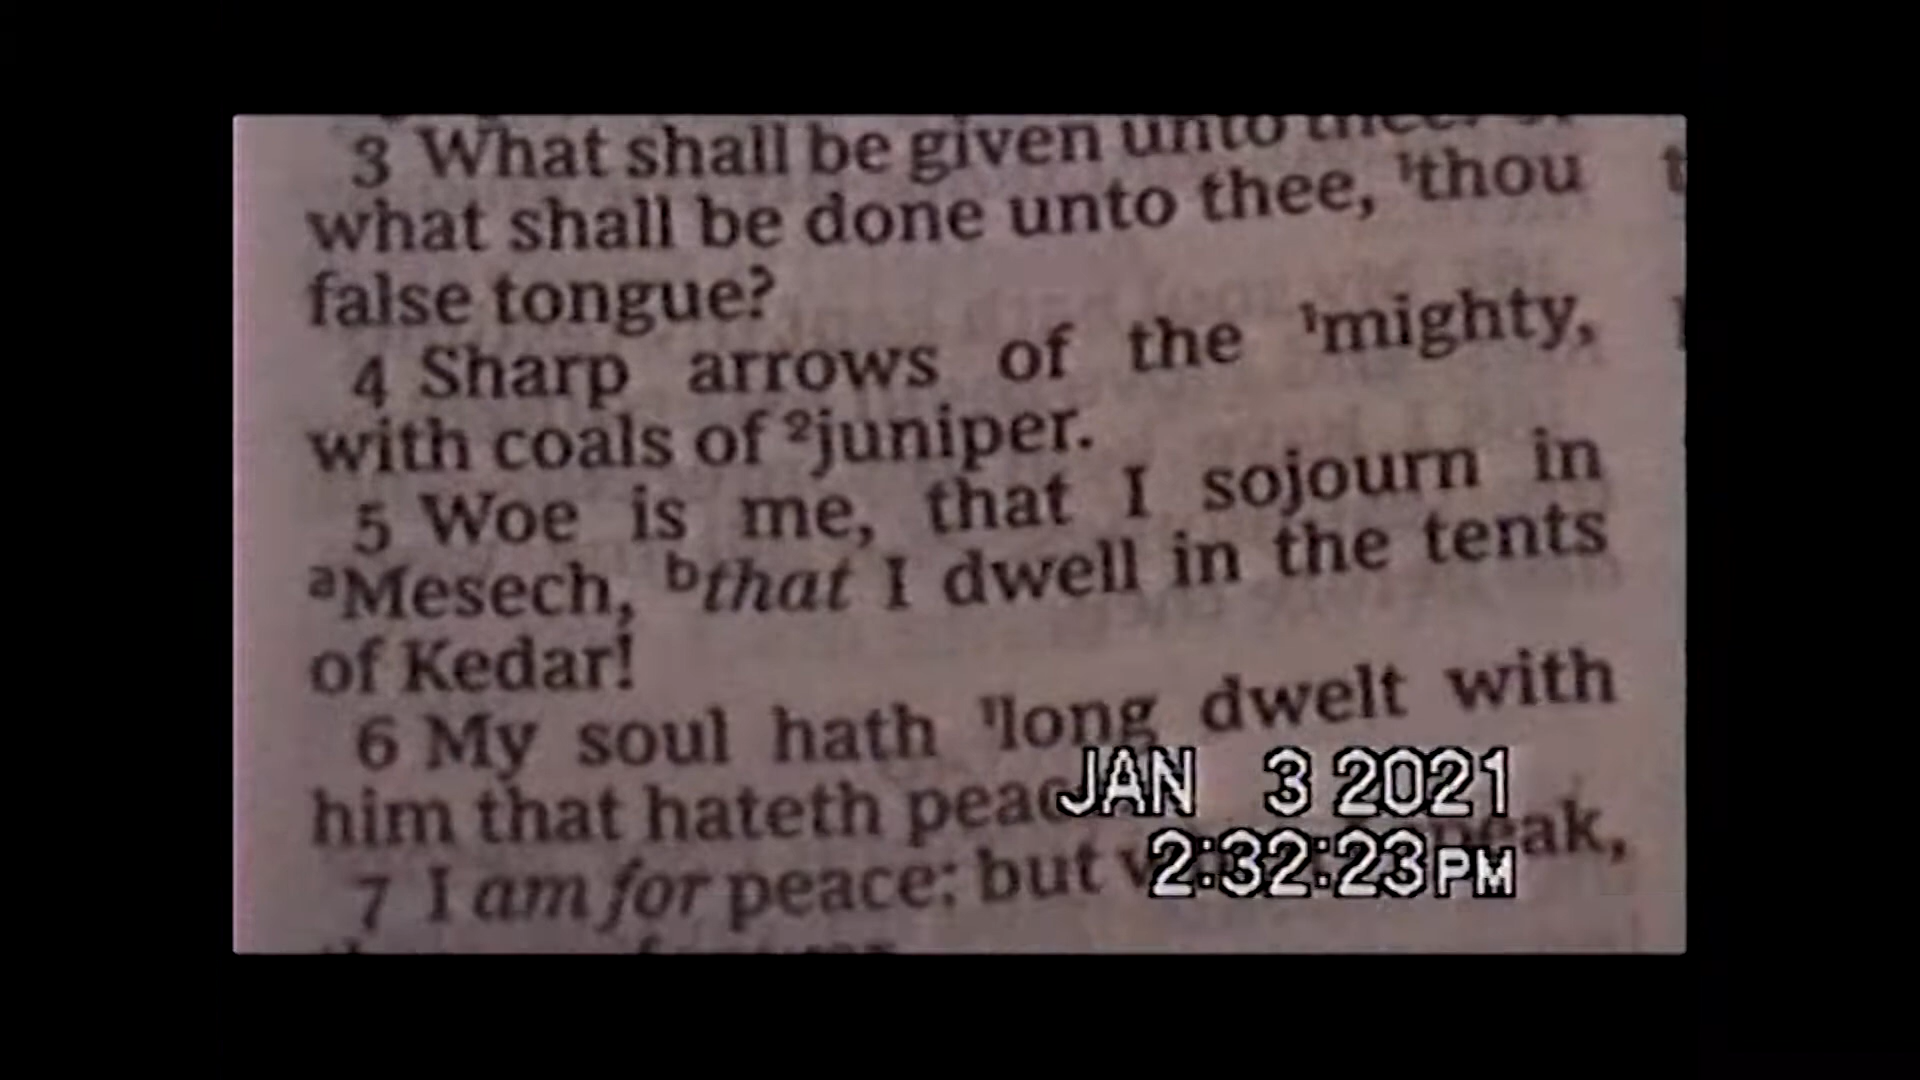 3 What shall be given unto
what shall be done unto thee, ¹thou
false tongue?
4 Sharp arrows of the ¹mighty,
with coals of ²juniper.
5 Woe is me, that I sojourn in
ᵃMesech, ᵇthat I dwell in the tents
of Kedar!
6 My soul hath ¹long dwelt with
him that hateth
7 I am for peace: but
JAN 3 2021
2:32:23 PM